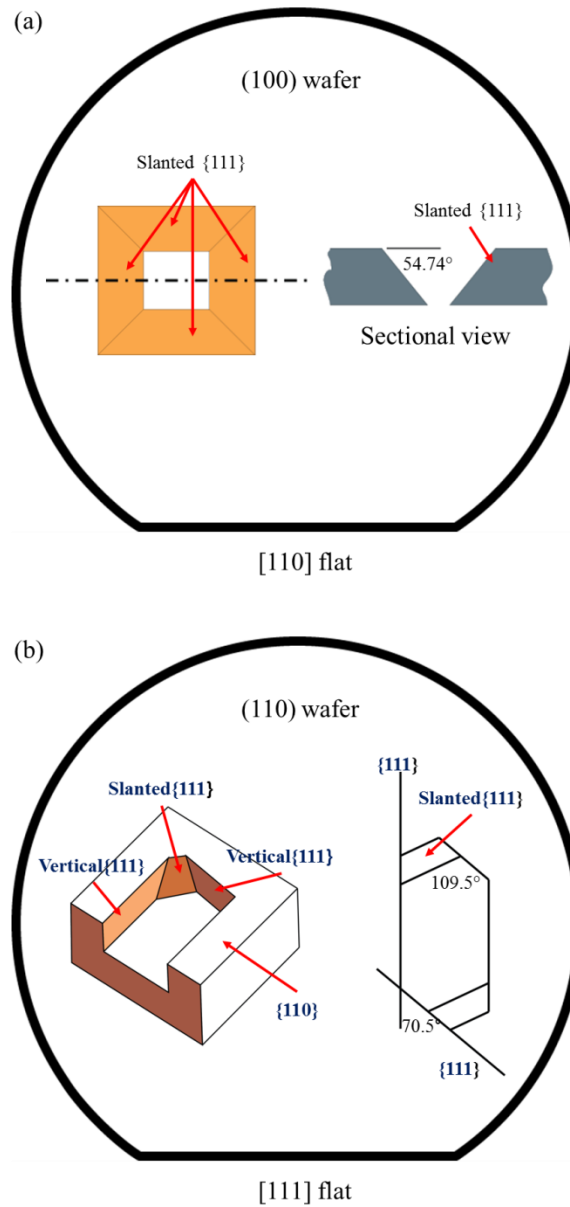 (a)
(100) wafer
Slanted {111}
Slanted {111}
54.74°
Sectional view
[110] flat
(b)
(110) wafer
{111}
Slanted{111}
Slanted{111}
Vertical{111}
Vertical{111}
109.5°
{110}
70.5°
{111}
[111] flat